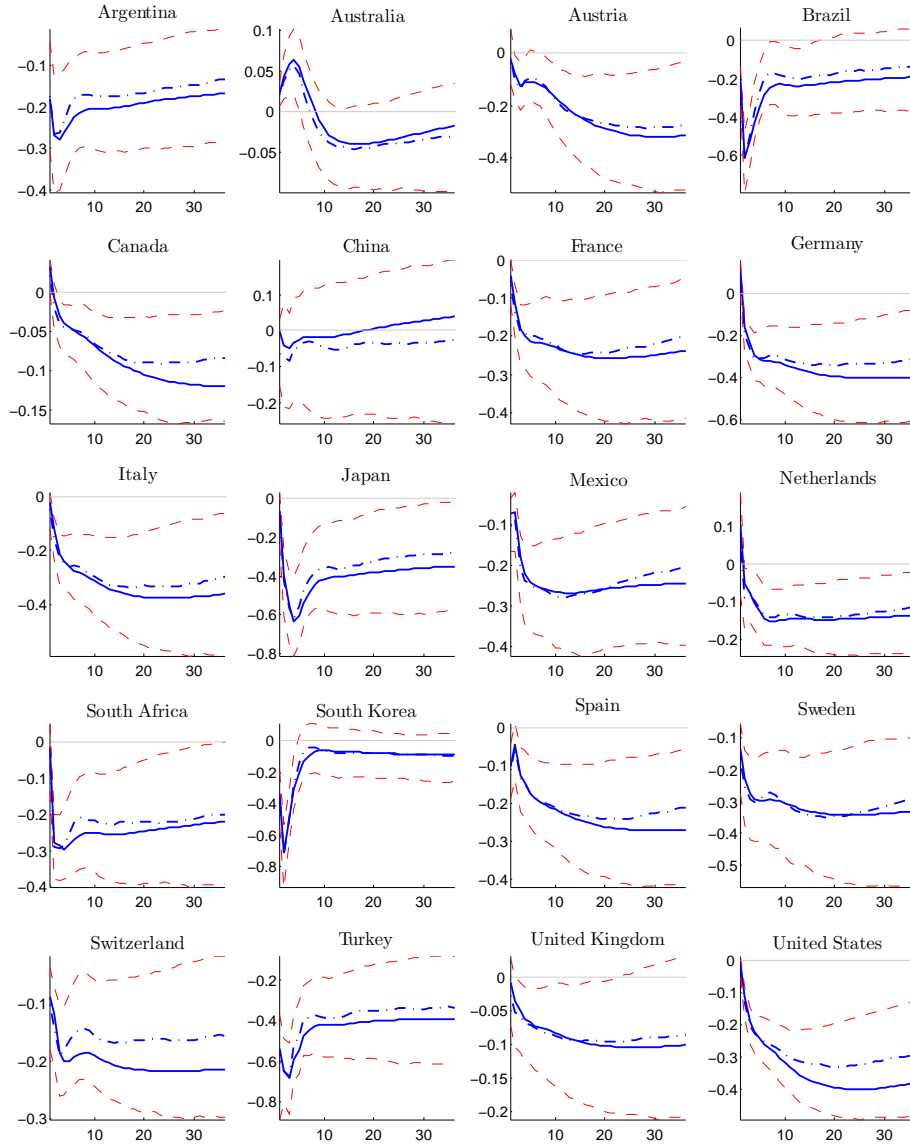 Argentina
−0.1
−0.2
−0.3
−0.4
10 20 30
Australia
0.1
0.05
0
−0.05
10 20 30
Austria
0
−0.2
−0.4
10 20 30
Brazil
0
−0.2
−0.4
−0.6
10 20 30
Canada
0
−0.05
−0.1
−0.15
10 20 30
China
0.1
0
−0.1
−0.2
10 20 30
France
0
−0.1
−0.2
−0.3
−0.4
10 20 30
Germany
0
−0.2
−0.4
−0.6
10 20 30
Italy
0
−0.2
−0.4
10 20 30
Japan
0
−0.2
−0.4
−0.6
−0.8
10 20 30
Mexico
−0.1
−0.2
−0.3
−0.4
10 20 30
Netherlands
0.1
0
−0.1
−0.2
10 20 30
South Africa
0
−0.1
−0.2
−0.3
−0.4
10 20 30
South Korea
0
−0.2
−0.4
−0.6
−0.8
10 20 30
Spain
0
−0.1
−0.2
−0.3
−0.4
10 20 30
Sweden
−0.1
−0.2
−0.3
−0.4
−0.5
10 20 30
Switzerland
−0.1
−0.2
−0.3
10 20 30
Turkey
−0.2
−0.4
−0.6
−0.8
10 20 30
United Kingdom
0
−0.05
−0.1
−0.15
−0.2
10 20 30
United States
0
−0.1
−0.2
−0.3
−0.4
10 20 30